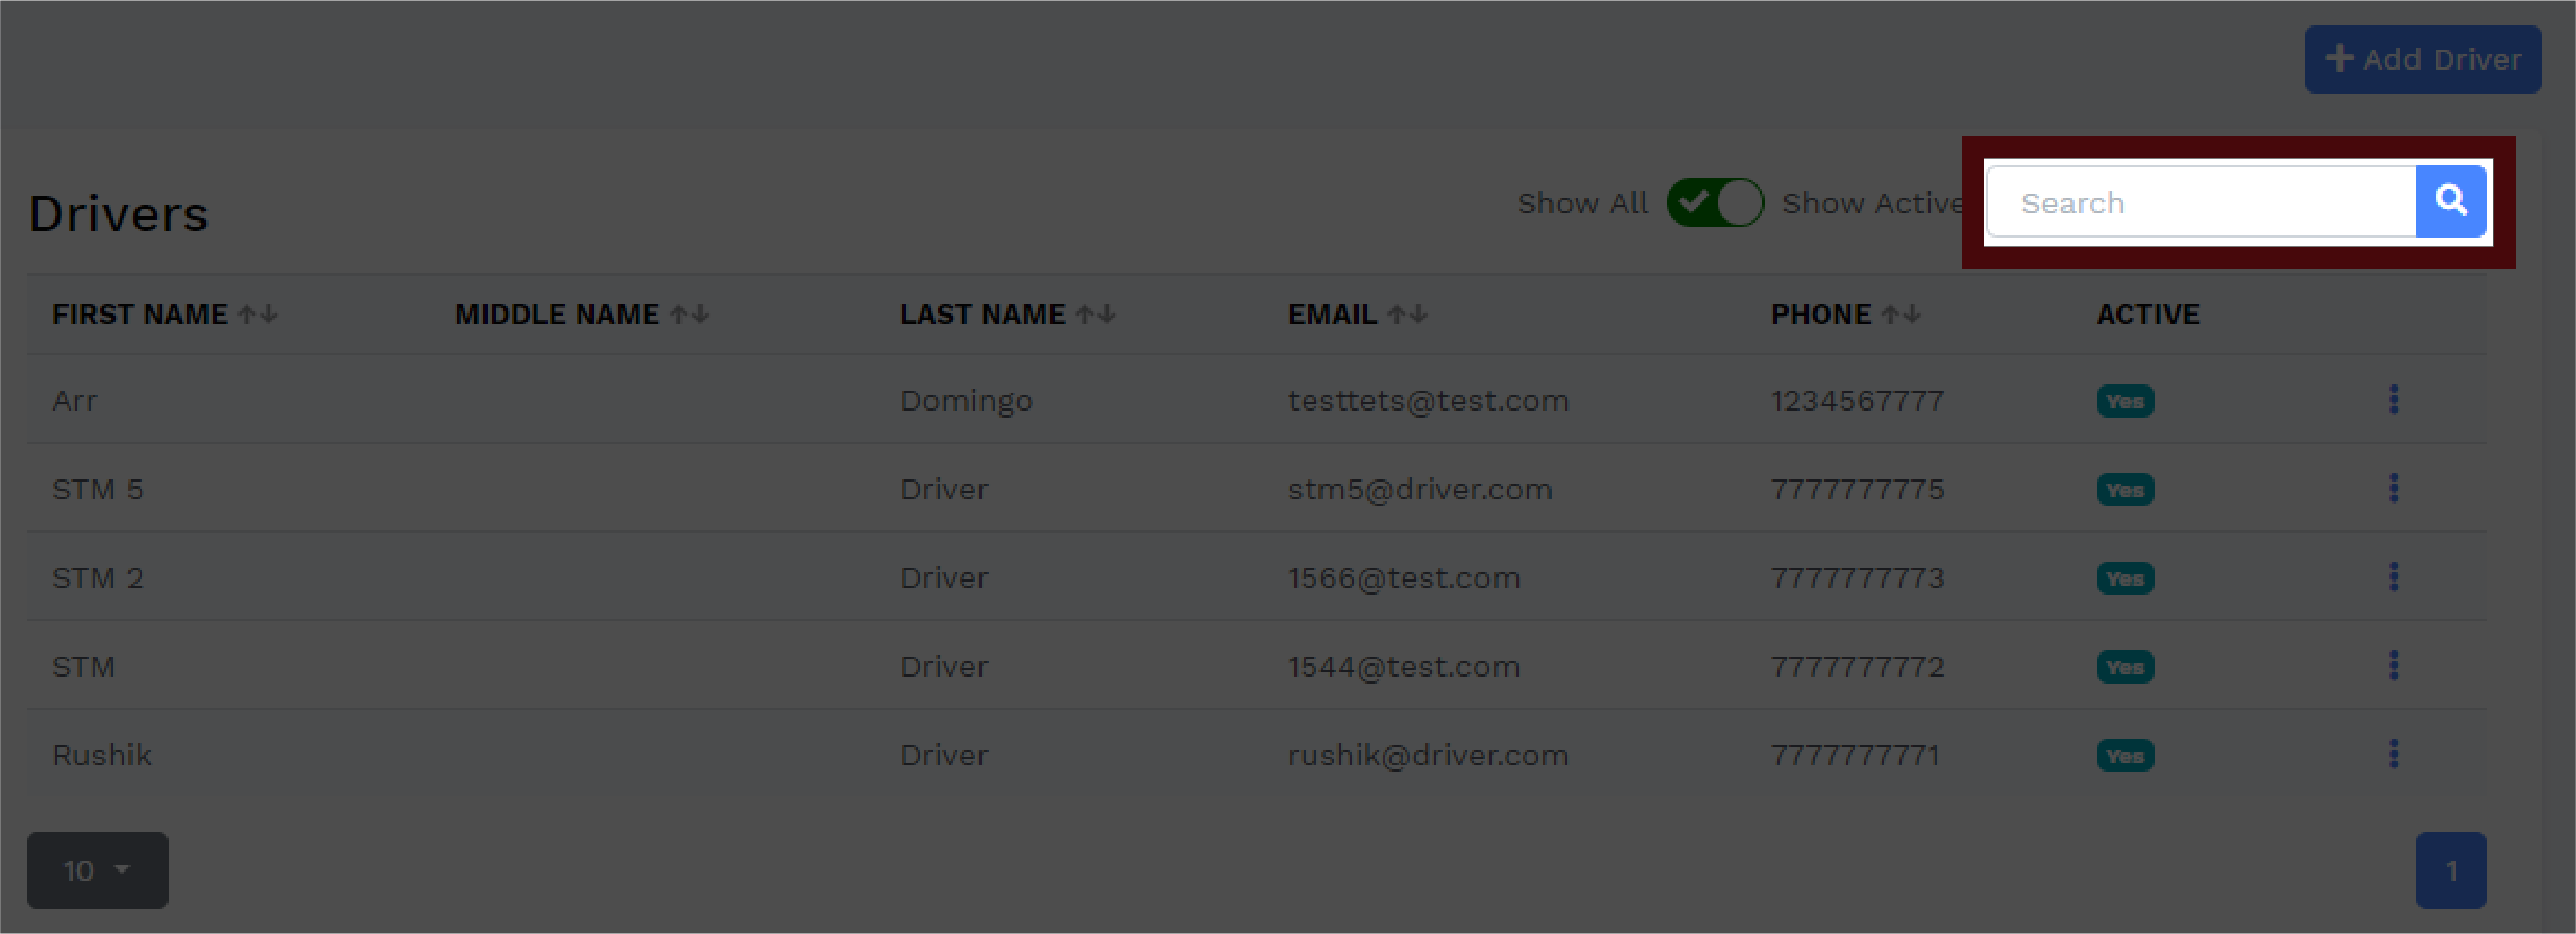 Add Driver
Drivers
Show All Show Active
Search
FIRST NAME MIDDLE NAME LAST NAME EMAIL PHONE ACTIVE
Arr Domingo testtets@test.com 1234567777 Yes
STM 5 Driver stm5@driver.com 7777777775 Yes
STM 2 Driver 1566@test.com 7777777773 Yes
STM Driver 1544@test.com 7777777772 Yes
Rushik Driver rushik@driver.com 7777777771 Yes
10 1